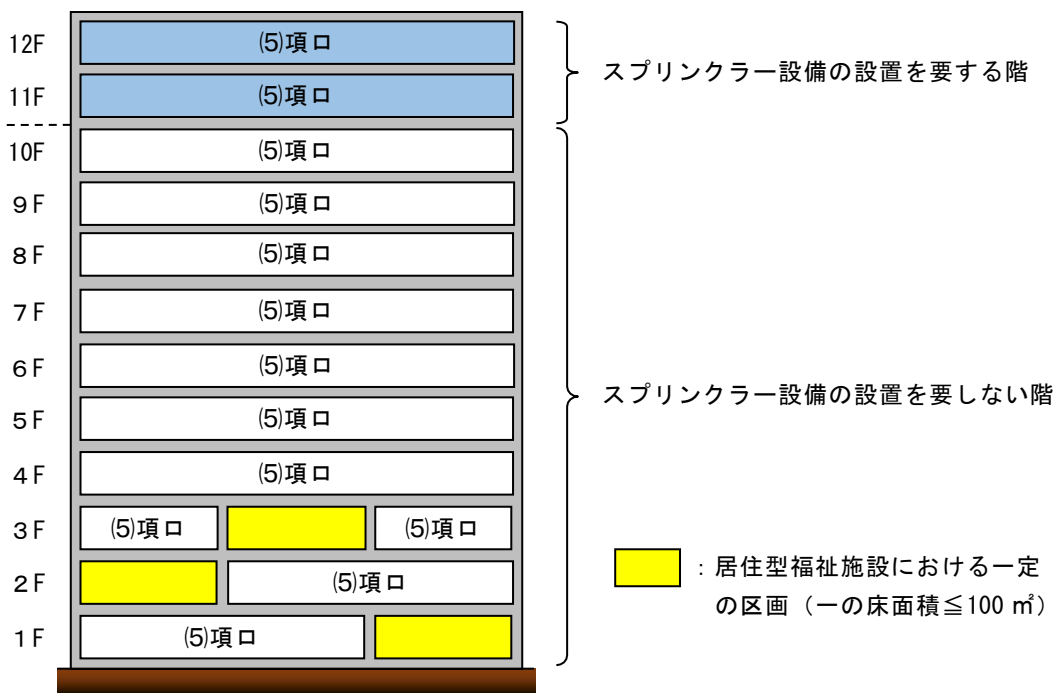 12F ⑸項ロ
スプリンクラー設備の設置を要する階
11F ⑸項ロ
10F ⑸項ロ
9F ⑸項ロ
8F ⑸項ロ
7F ⑸項ロ
6F ⑸項ロ
スプリンクラー設備の設置を要しない階
5F ⑸項ロ
4F ⑸項ロ
3F ⑸項ロ ⑸項ロ
2F ⑸項ロ
1F ⑸項ロ
：居住型福祉施設における一定
の区画（一の床面積≦100 ㎡）